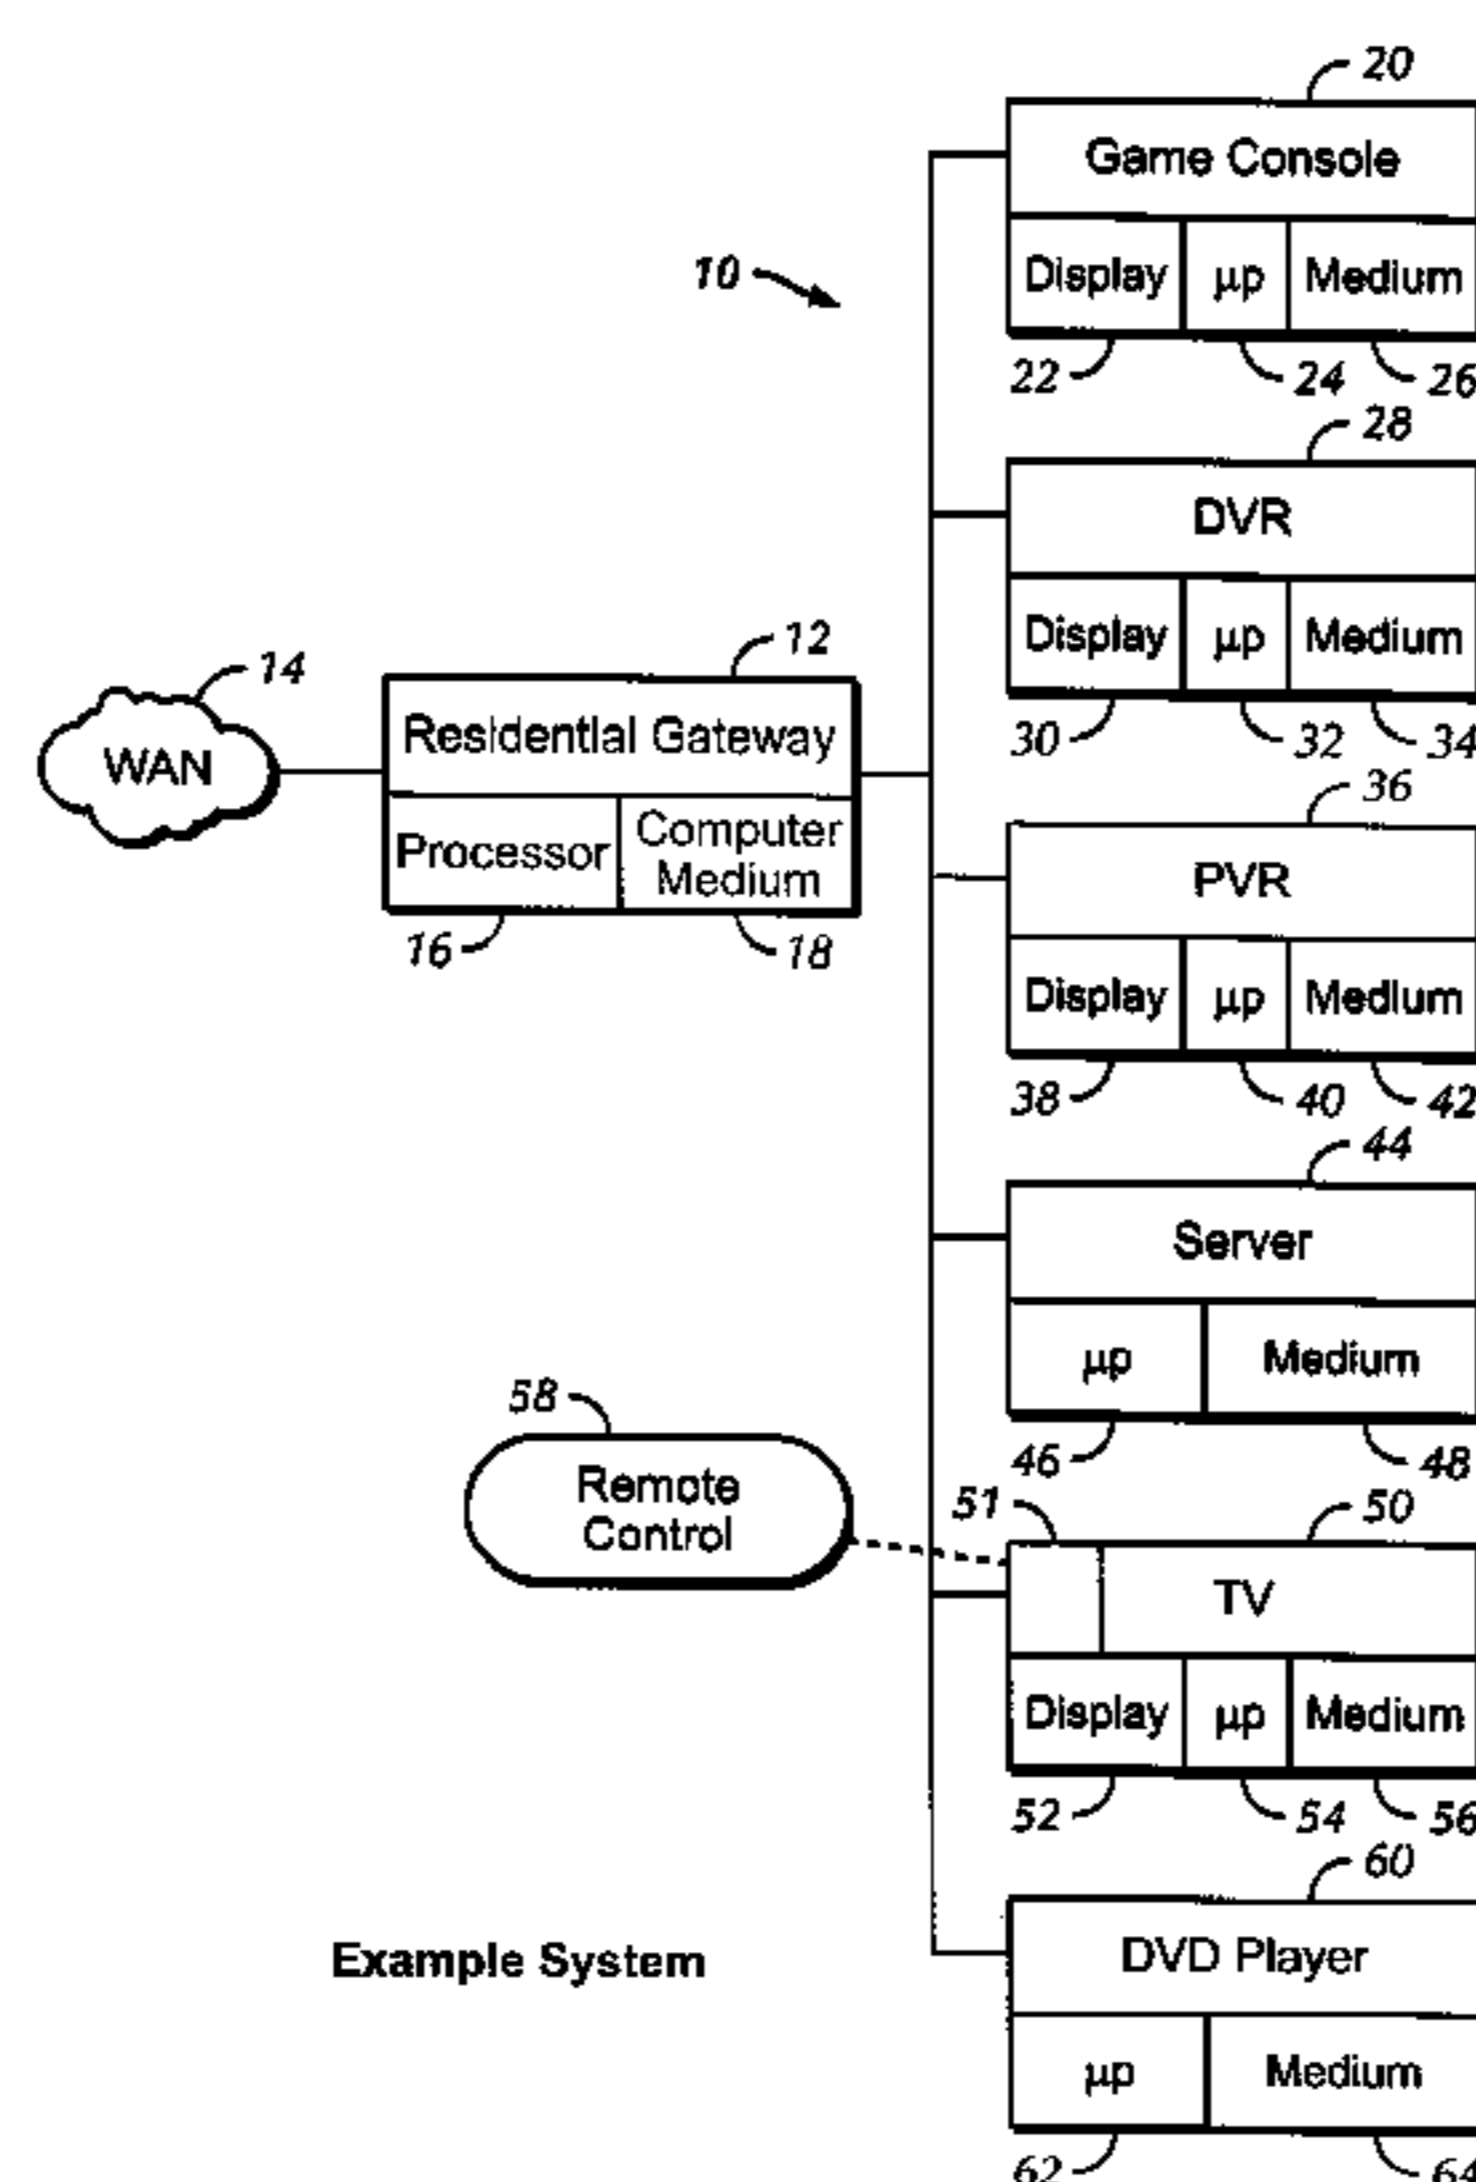 20
Game Console
10
Display µp Medium
22 24 26
28
DVR
Display µp Medium
30 32 34
14
12
WAN
Residential Gateway
Processor
Computer
Medium
16 18
36
PVR
Display µp Medium
38 40 42
44
Server
µp Medium
46 48
58
Remote
Control
51 50
TV
Display µp Medium
52 54 56
60
DVD Player
Example System
µp Medium
62 64